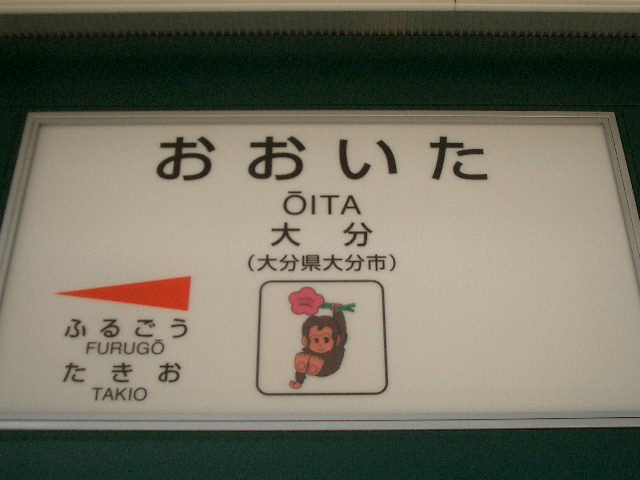 おおいた
ŌITA
大分
(大分県大分市)
ふるごう
FURUGŌ
たきお
TAKIO